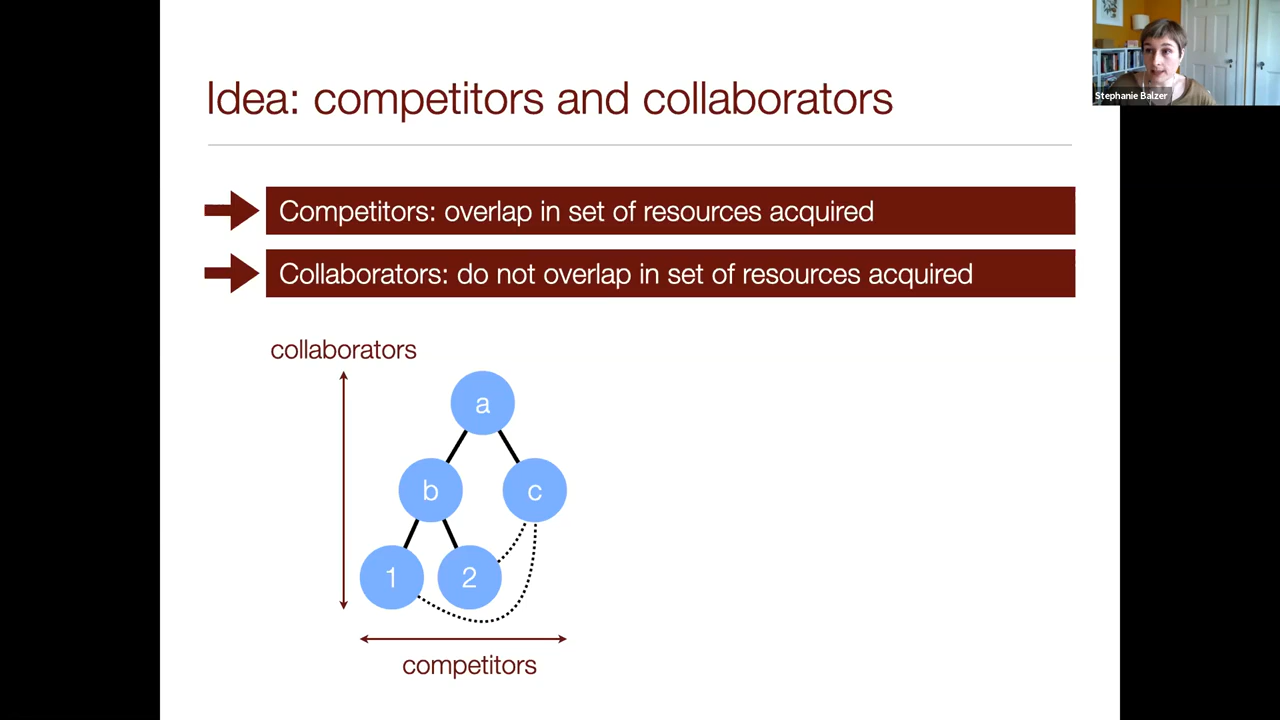 Stephanie Balzer
Idea: competitors and collaborators
Competitors: overlap in set of resources acquired
Collaborators: do not overlap in set of resources acquired
collaborators
a
b
c
1
2
competitors